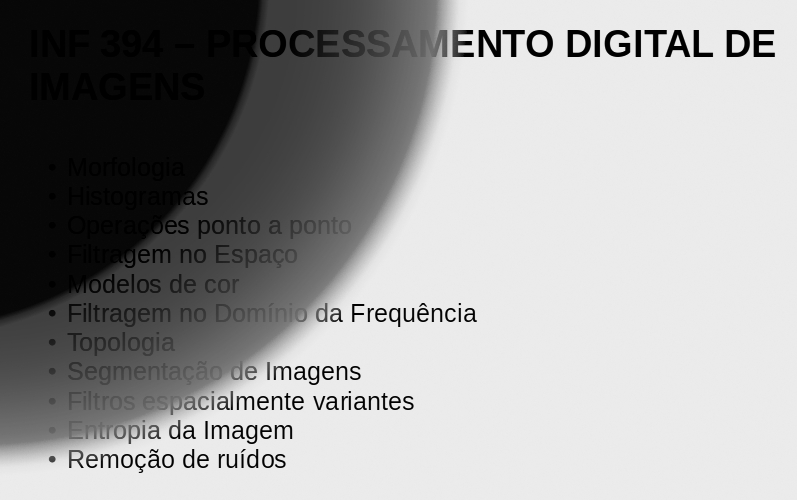 INF 394 – PROCESSAMENTO DIGITAL DE
IMAGENS
• Morfologia
• Histogramas
• Operações ponto a ponto
• Filtragem no Espaço
• Modelos de cor
• Filtragem no Domínio da Frequência
• Topologia
• Segmentação de Imagens
• Filtros espacialmente variantes
• Entropia da Imagem
• Remoção de ruídos